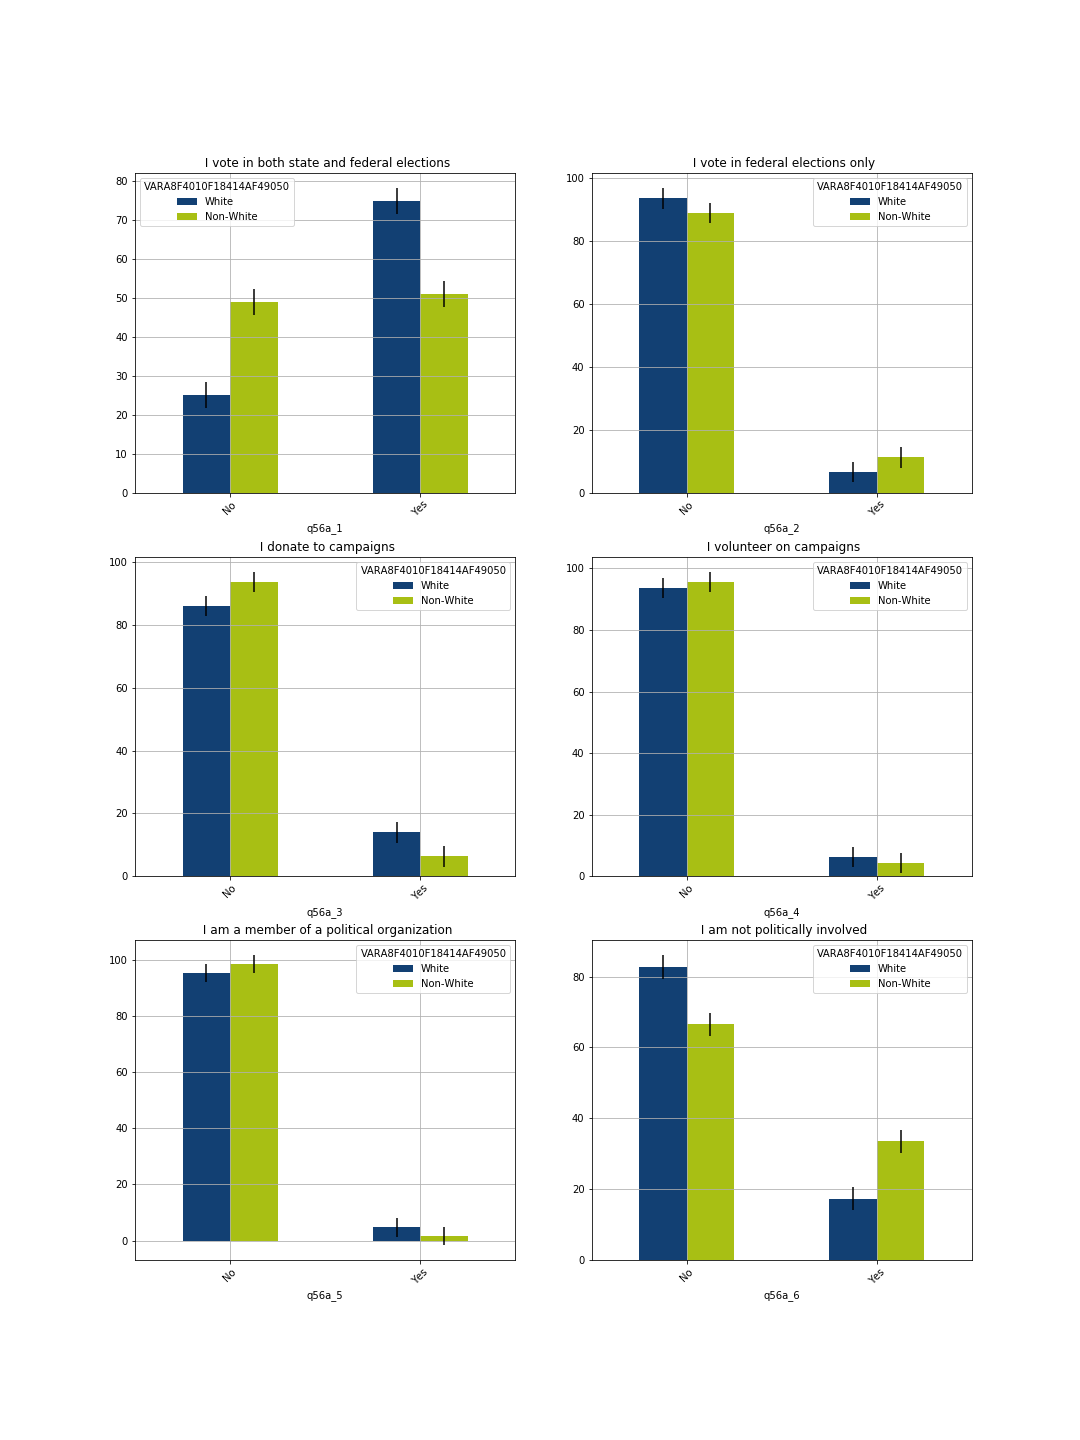 I vote in both state and federal elections
VARA8F4010F18414AF49050
White
Non-White
80
70
60
50
40
30
20
10
0
No
Yes
q56a_1
I vote in federal elections only
VARA8F4010F18414AF49050
White
Non-White
100
80
60
40
20
0
No
Yes
q56a_2
I donate to campaigns
VARA8F4010F18414AF49050
White
Non-White
100
80
60
40
20
0
No
Yes
q56a_3
I volunteer on campaigns
VARA8F4010F18414AF49050
White
Non-White
100
80
60
40
20
0
No
Yes
q56a_4
I am a member of a political organization
VARA8F4010F18414AF49050
White
Non-White
100
80
60
40
20
0
No
Yes
q56a_5
I am not politically involved
VARA8F4010F18414AF49050
White
Non-White
80
60
40
20
0
No
Yes
q56a_6